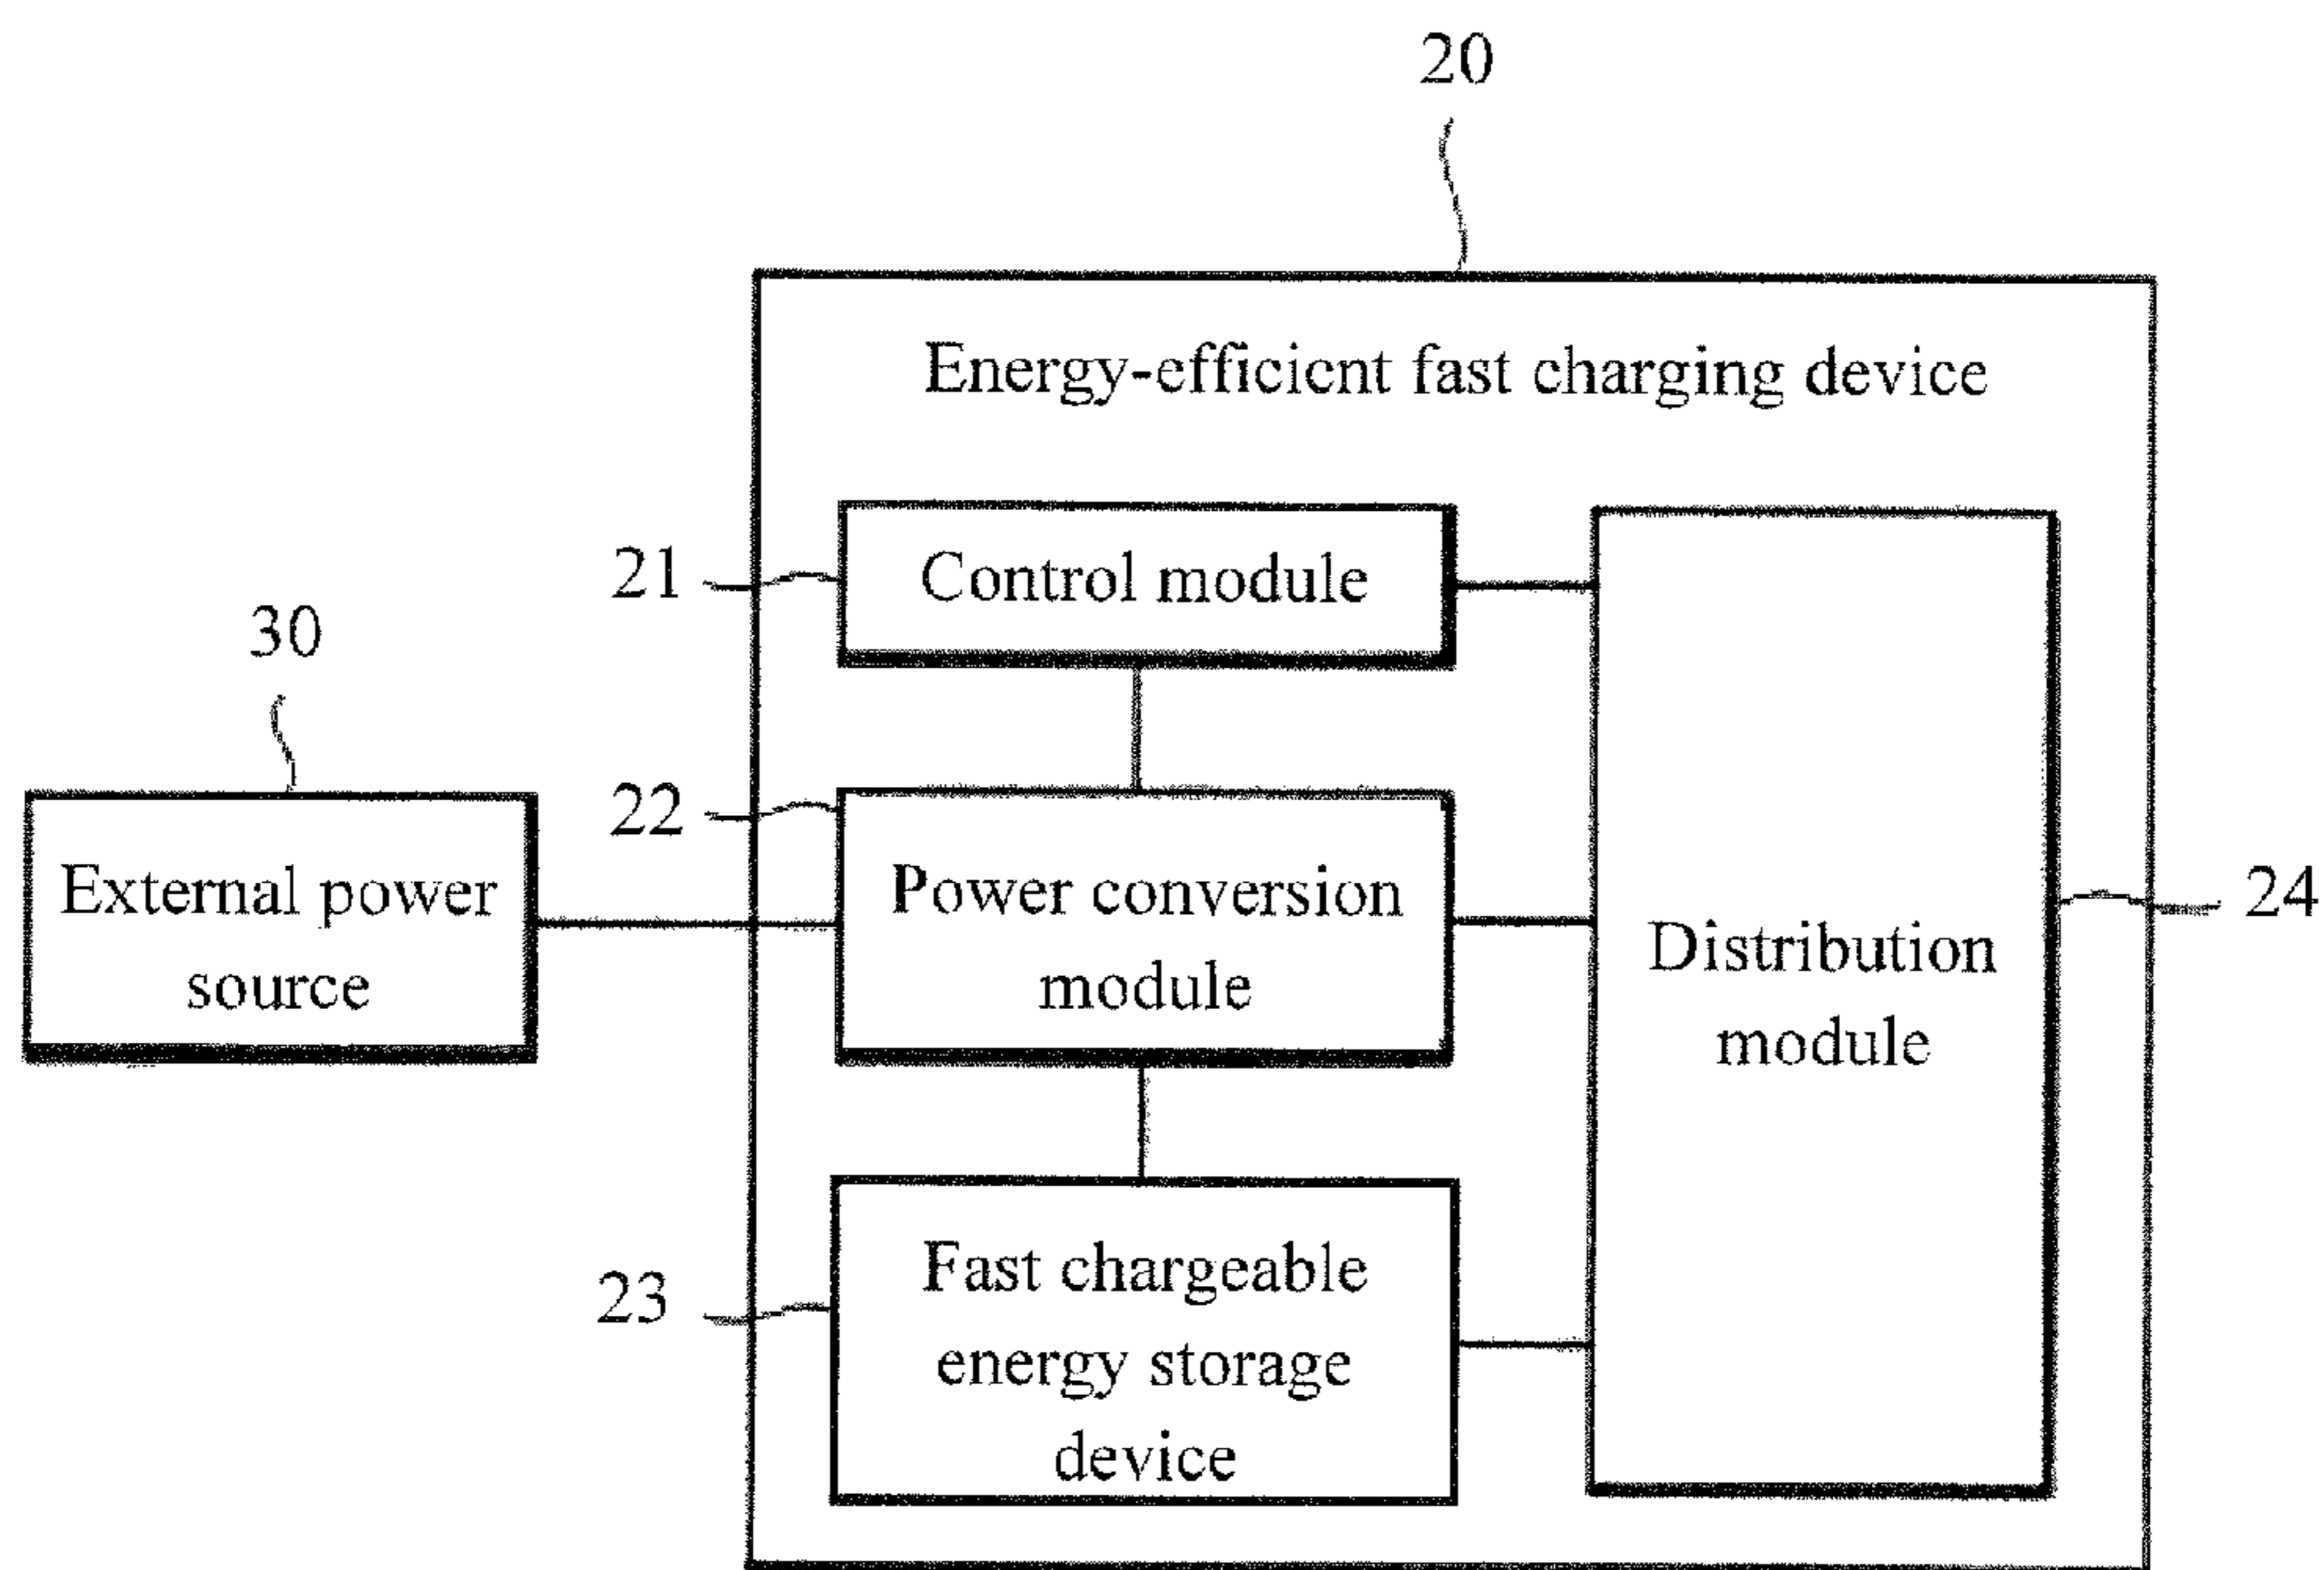 20
Energy-efficient fast charging device
21
Control module
30
22
External power
source
Power conversion
module
24
Distribution
module
23
Fast chargeable
energy storage
device